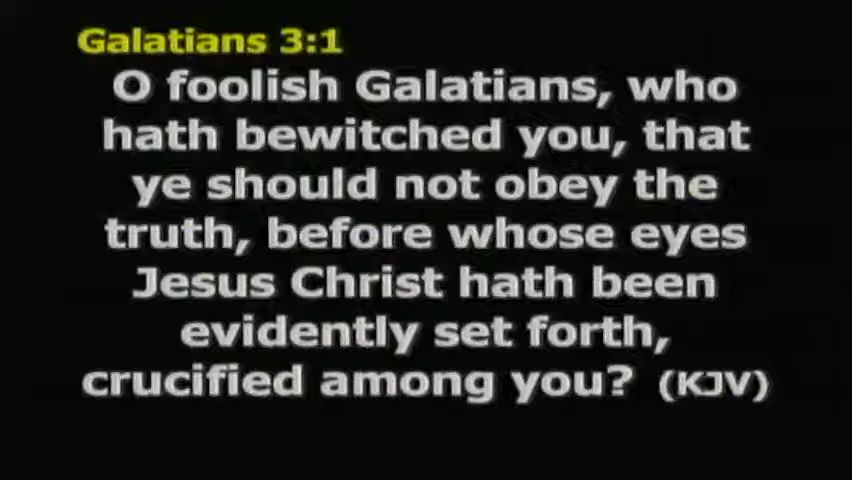 Galatians 3:1
O foolish Galatians, who
hath bewitched you, that
ye should not obey the
truth, before whose eyes
Jesus Christ hath been
evidently set forth,
crucified among you? (KJV)